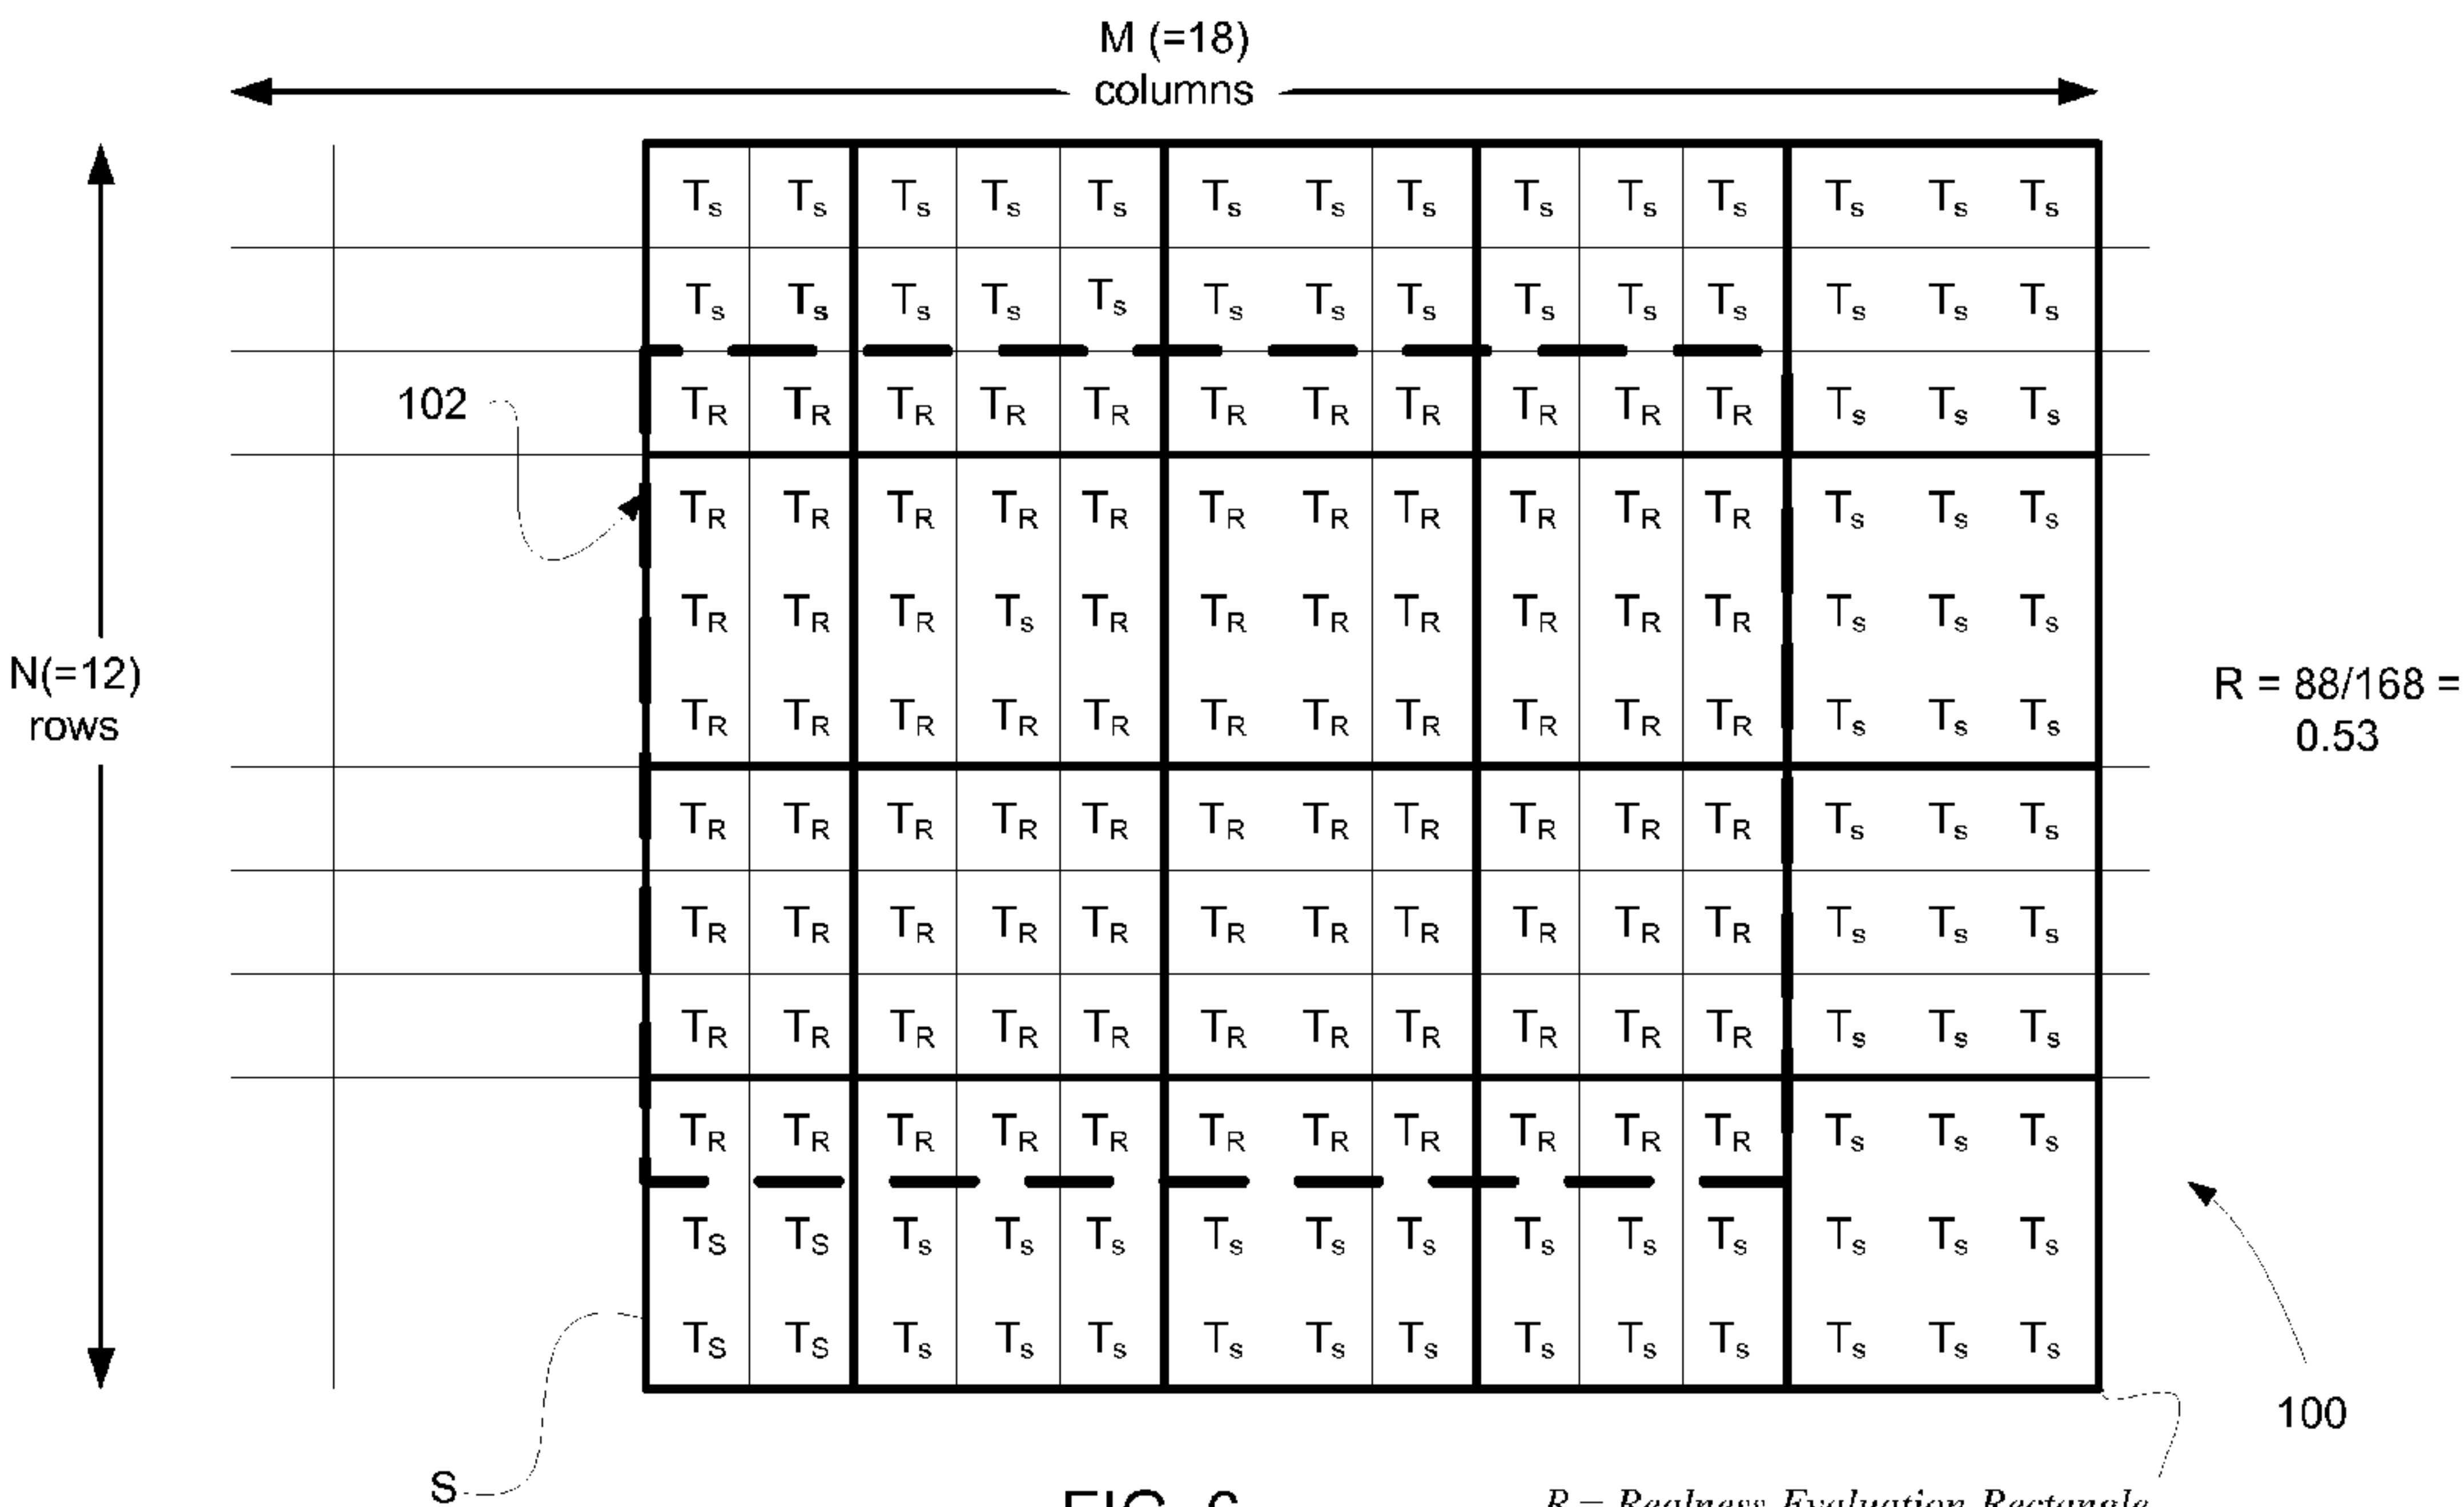 M (=18)
columns
Ts Ts Ts Ts Ts Ts Ts Ts Ts Ts Ts Ts Ts Ts
Ts Ts Ts Ts Ts Ts Ts Ts Ts Ts Ts Ts Ts Ts
102
TR TR TR TR TR TR TR TR TR TR TR Ts Ts Ts
TR TR TR TR TR TR TR TR TR TR TR Ts Ts Ts
TR TR TR Ts TR TR TR TR TR TR TR Ts Ts Ts
N(=12)
rows
TR TR TR TR TR TR TR TR TR TR TR Ts Ts Ts
R = 88/168 =
0.53
TR TR TR TR TR TR TR TR TR TR TR Ts Ts Ts
TR TR TR TR TR TR TR TR TR TR TR Ts Ts Ts
TR TR TR TR TR TR TR TR TR TR TR Ts Ts Ts
TR TR TR TR TR TR TR TR TR TR TR Ts Ts Ts
TS TS Ts Ts Ts Ts Ts Ts Ts Ts Ts Ts Ts Ts
TS TS Ts Ts Ts Ts Ts Ts Ts Ts Ts Ts Ts Ts
100
S
FIG.
R = Realness Evaluation Rectangle